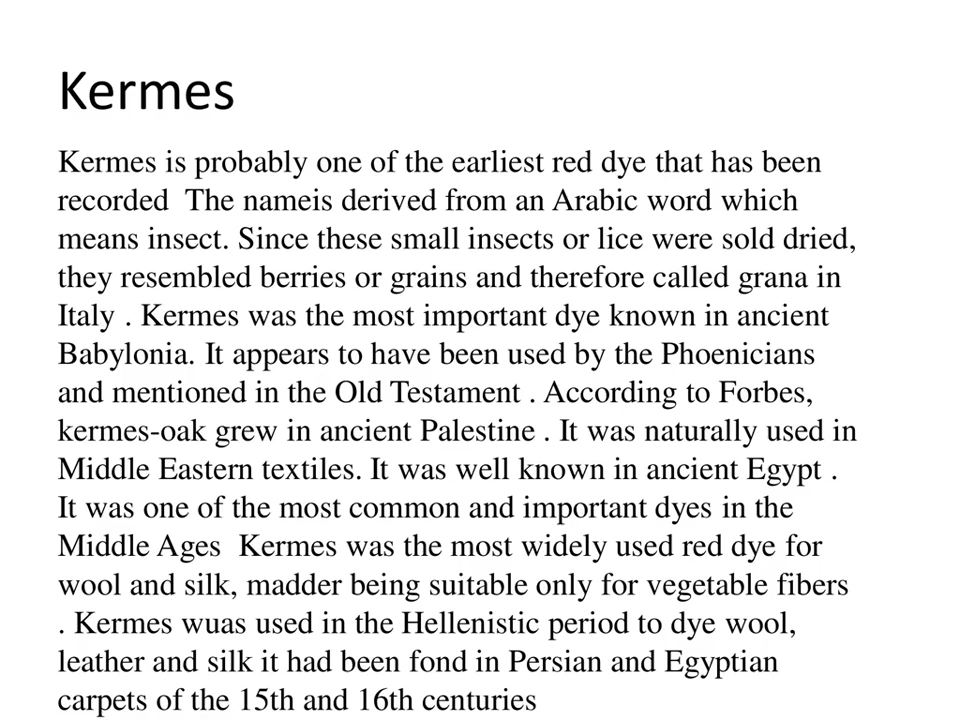 Kermes
Kermes is probably one of the earliest red dye that has been
recorded  The nameis derived from an Arabic word which
means insect. Since these small insects or lice were sold dried,
they resembled berries or grains and therefore called grana in
Italy . Kermes was the most important dye known in ancient
Babylonia. It appears to have been used by the Phoenicians
and mentioned in the Old Testament . According to Forbes,
kermes-oak grew in ancient Palestine . It was naturally used in
Middle Eastern textiles. It was well known in ancient Egypt .
It was one of the most common and important dyes in the
Middle Ages  Kermes was the most widely used red dye for
wool and silk, madder being suitable only for vegetable fibers
. Kermes wuas used in the Hellenistic period to dye wool,
leather and silk it had been fond in Persian and Egyptian
carpets of the 15th and 16th centuries